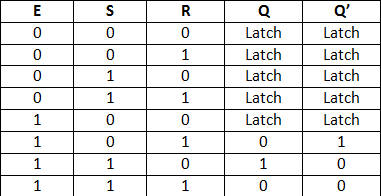 E S R Q Q’
0 0 0 Latch Latch
0 0 1 Latch Latch
0 1 0 Latch Latch
0 1 1 Latch Latch
1 0 0 Latch Latch
1 0 1 0 1
1 1 0 1 0
1 1 1 0 0